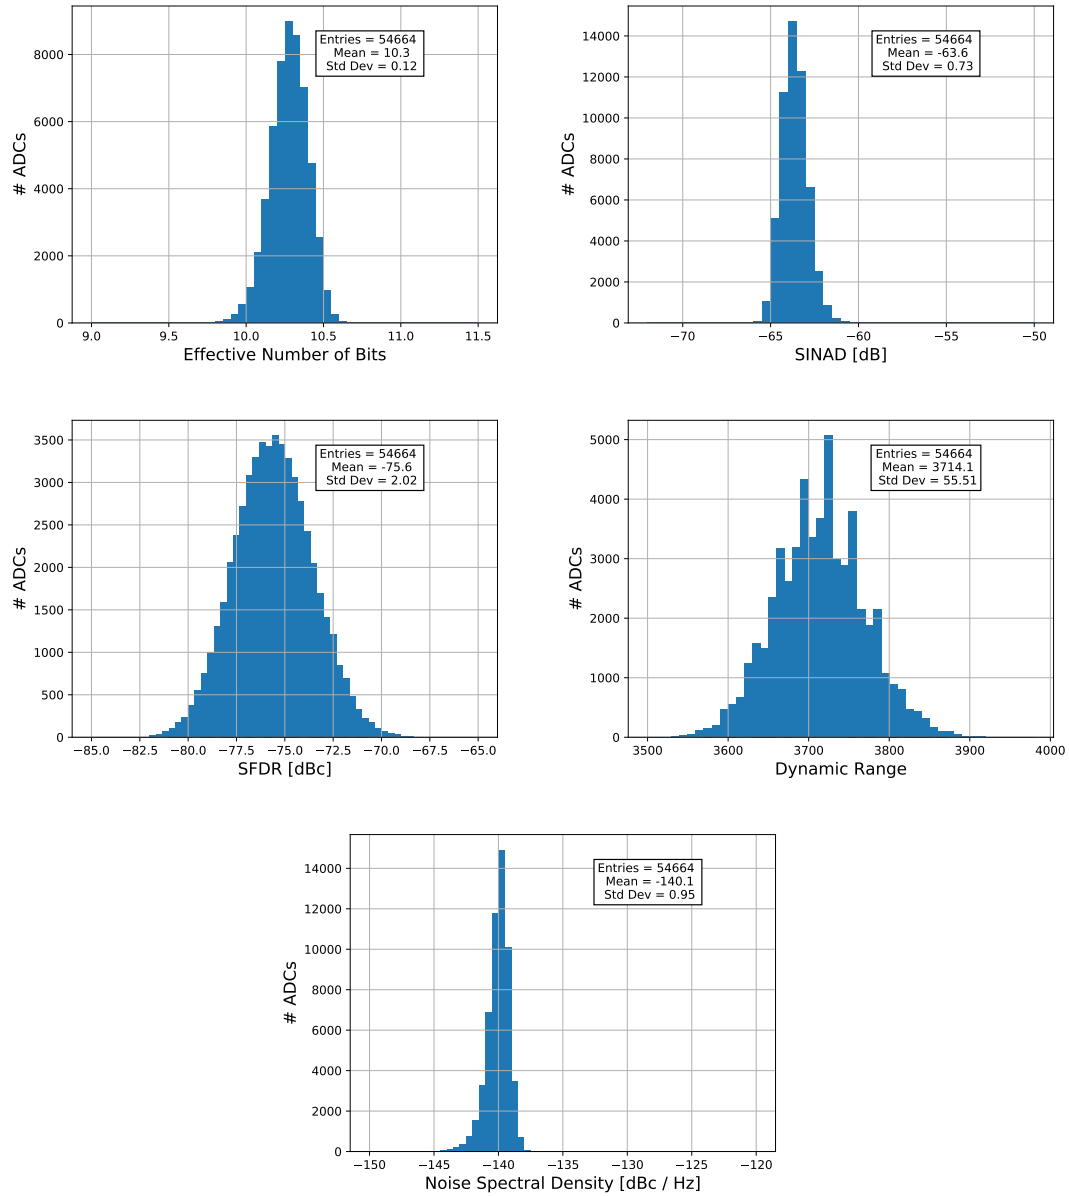 8000
6000
4000
2000
0
# ADCs
Entries = 54664
Mean = 10.3
Std Dev = 0.12
9.0 9.5 10.0 10.5 11.0 11.5
Effective Number of Bits
14000
12000
10000
8000
6000
4000
2000
0
# ADCs
Entries = 54664
Mean = -63.6
Std Dev = 0.73
−70 −65 −60 −55 −50
SINAD [dB]
3500
3000
2500
2000
1500
1000
500
0
# ADCs
Entries = 54664
Mean = -75.6
Std Dev = 2.02
−85.0 −82.5 −80.0 −77.5 −75.0 −72.5 −70.0 −67.5 −65.0
SFDR [dBc]
5000
4000
3000
2000
1000
0
# ADCs
Entries = 54664
Mean = 3714.1
Std Dev = 55.51
3500 3600 3700 3800 3900 4000
Dynamic Range
14000
12000
10000
8000
6000
4000
2000
0
# ADCs
Entries = 54664
Mean = -140.1
Std Dev = 0.95
−150 −145 −140 −135 −130 −125 −120
Noise Spectral Density [dBc / Hz]